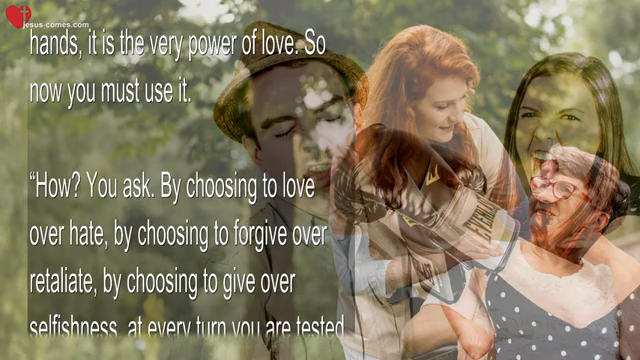 jesus-comes.com
hands, it is the very power of love. So
now you must use it.
“How? You ask. By choosing to love
over hate, by choosing to forgive over
retaliate, by choosing to give over
selfishness, at every turn you are tested